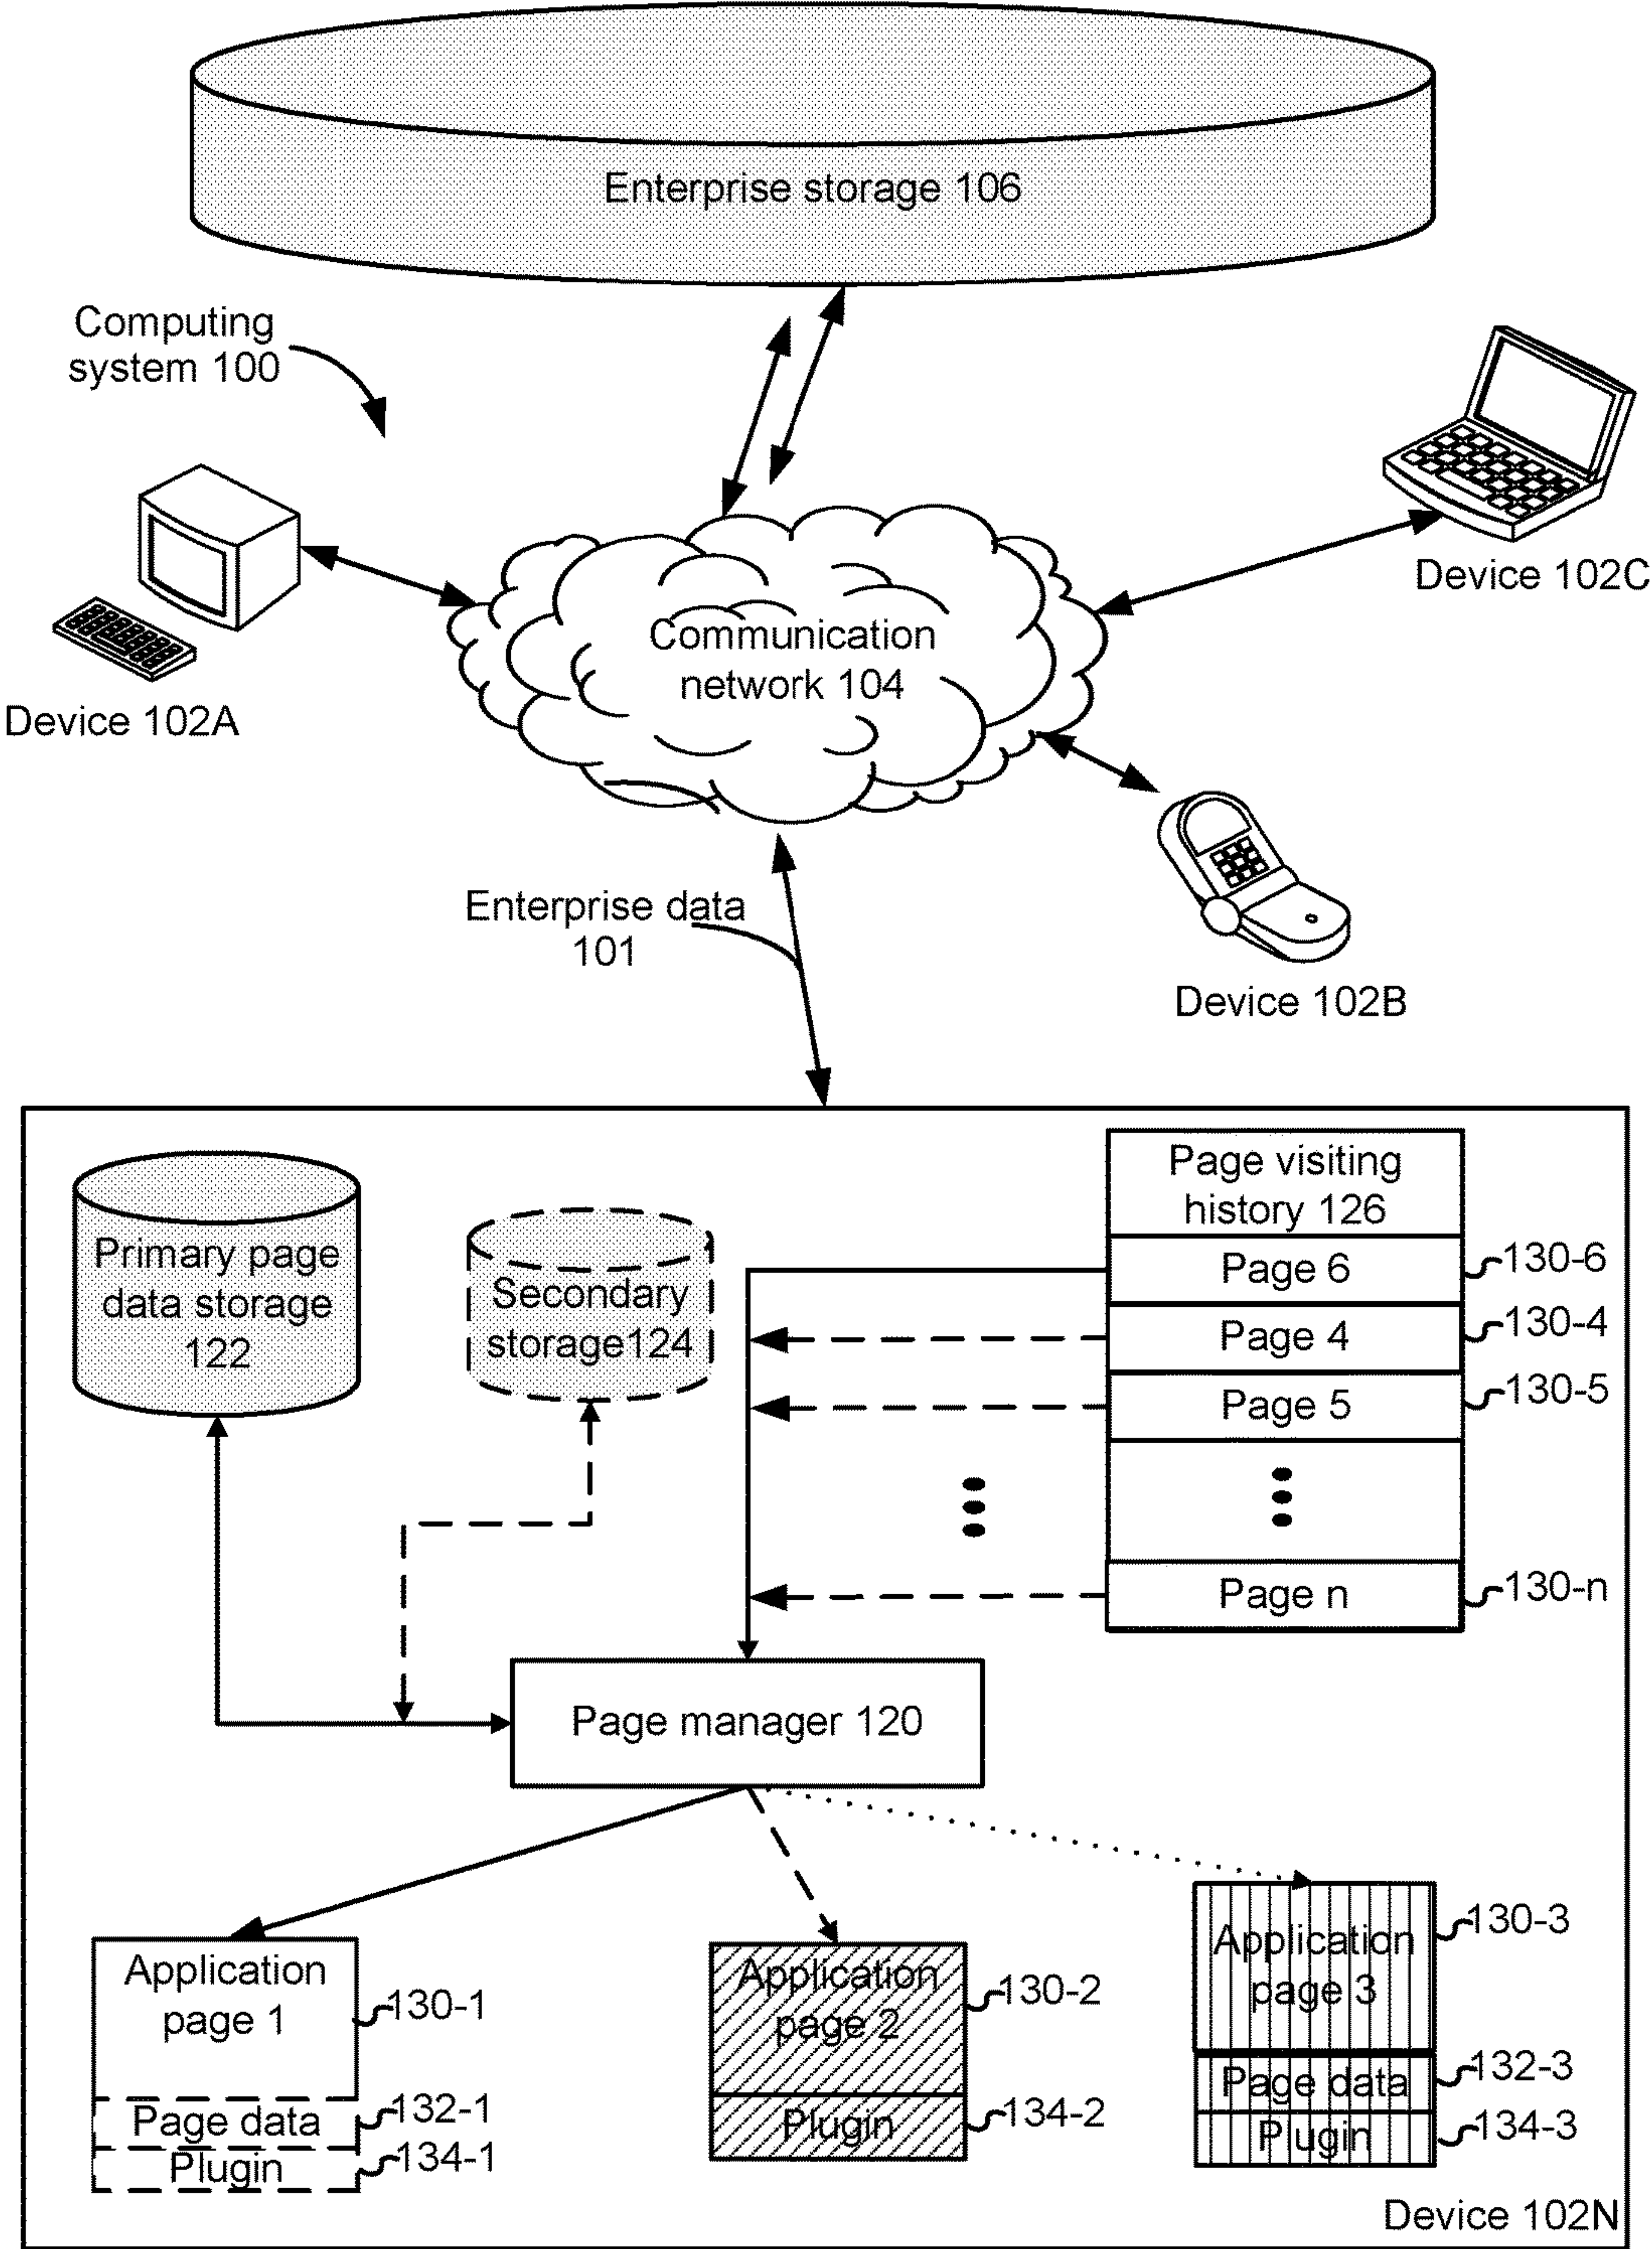 Enterprise storage 106
Computing
system 100
Device 102C
Communication
network 104
Device 102A
Enterprise data
101
Device 102B
Page visiting
history 126
Primary page
data storage
122
Secondary
storage124
Page 6
130-6
Page 4
130-4
Page 5
130-5
Page n
130-n
Page manager 120
Application
page 1
130-1
Page data
132-1
Plugin
134-1
Application
page 2
130-2
Plugin
134-2
Application
page 3
130-3
Page data
132-3
Plugin
134-3
Device 102N